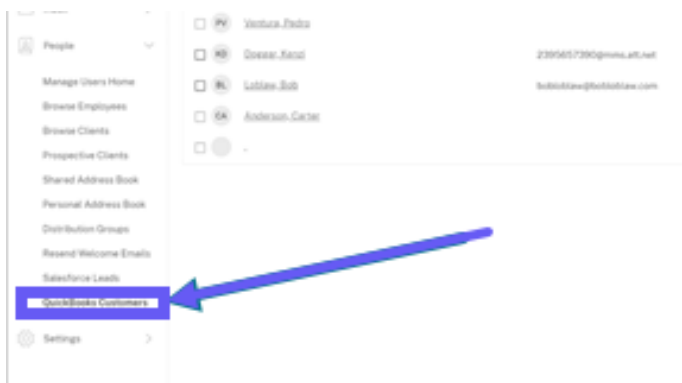 PV Ventura, Pedro
People
KD Dogear, Kenzi 2395657390@mms.att.net
BL Loblaw, Bob bobloblaw@bobloblaw.com
Manage Users Home
Browse Employees
CA Anderson, Carter
Browse Clients
Prospective Clients
-
Shared Address Book
Personal Address Book
Distribution Groups
Resend Welcome Emails
Salesforce Leads
QuickBooks Customers
Settings